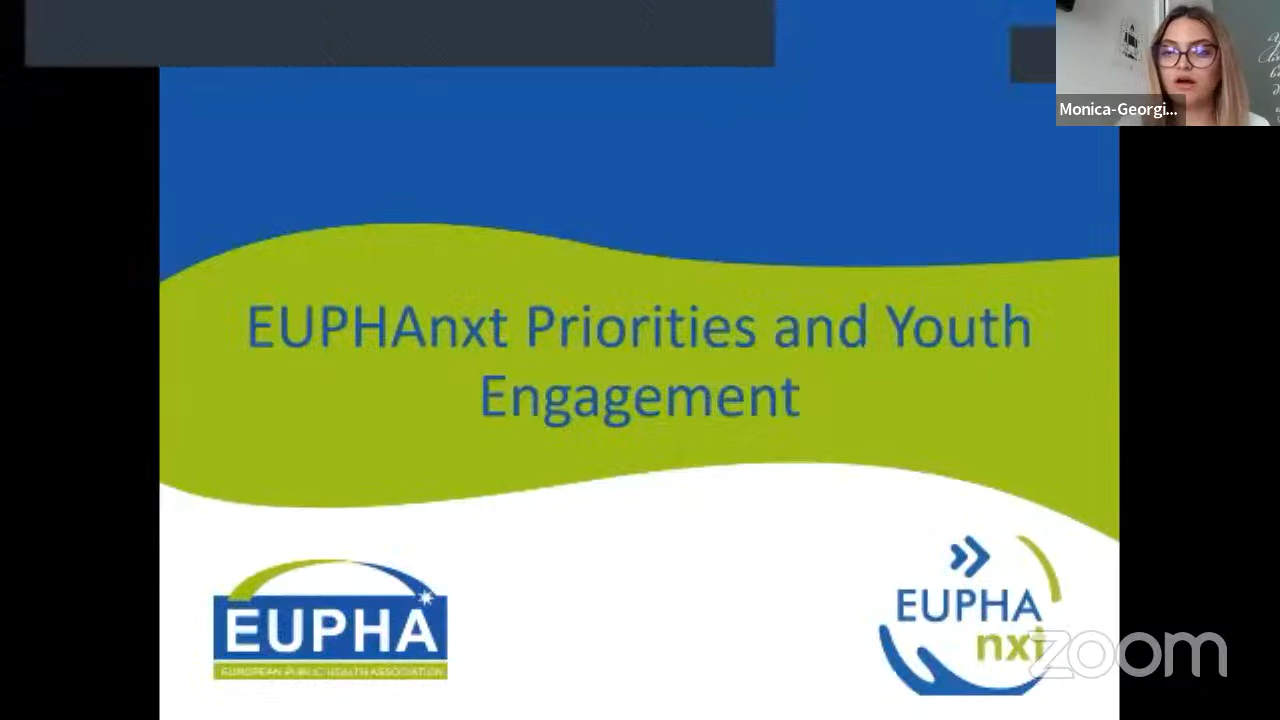 Monica-Georgi...
EUPHAnxt Priorities and Youth
Engagement
EUPHA
EUROPEAN PUBLIC HEALTH ASSOCIATION
EUPHA
nxt
zoom